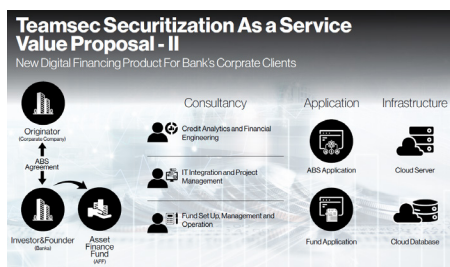 Teamsec Securitization As a Service
Value Proposal - II
New Digital Financing Product For Bank's Corprate Clients
Originator
(Corporate Company)
ABS
Agreement
Investor&Founder
(Banks)
Asset
Finance
Fund
(AFF)
Consultancy
Credit Analytics and Financial
Engineering
IT Integration and Project
Management
Fund Set Up, Management and
Operation
Application
ABS Application
Fund Application
Infrastructure
Cloud Server
Cloud Database